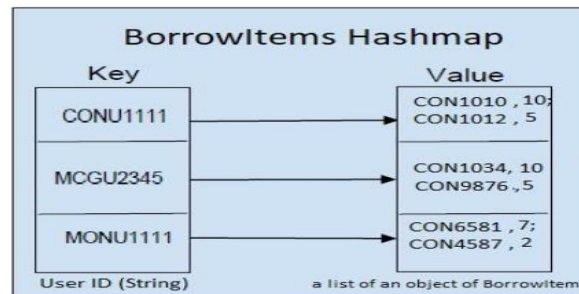 BorrowItems Hashmap
Key Value
CONU1111 CON1010 , 10;
CON1012 , 5
MCGU2345 CON1034, 10
CON9876 , 5
MONU1111 CON6581 , 7;
CON4587 , 2
User ID (String) a list of an object of BorrowItem